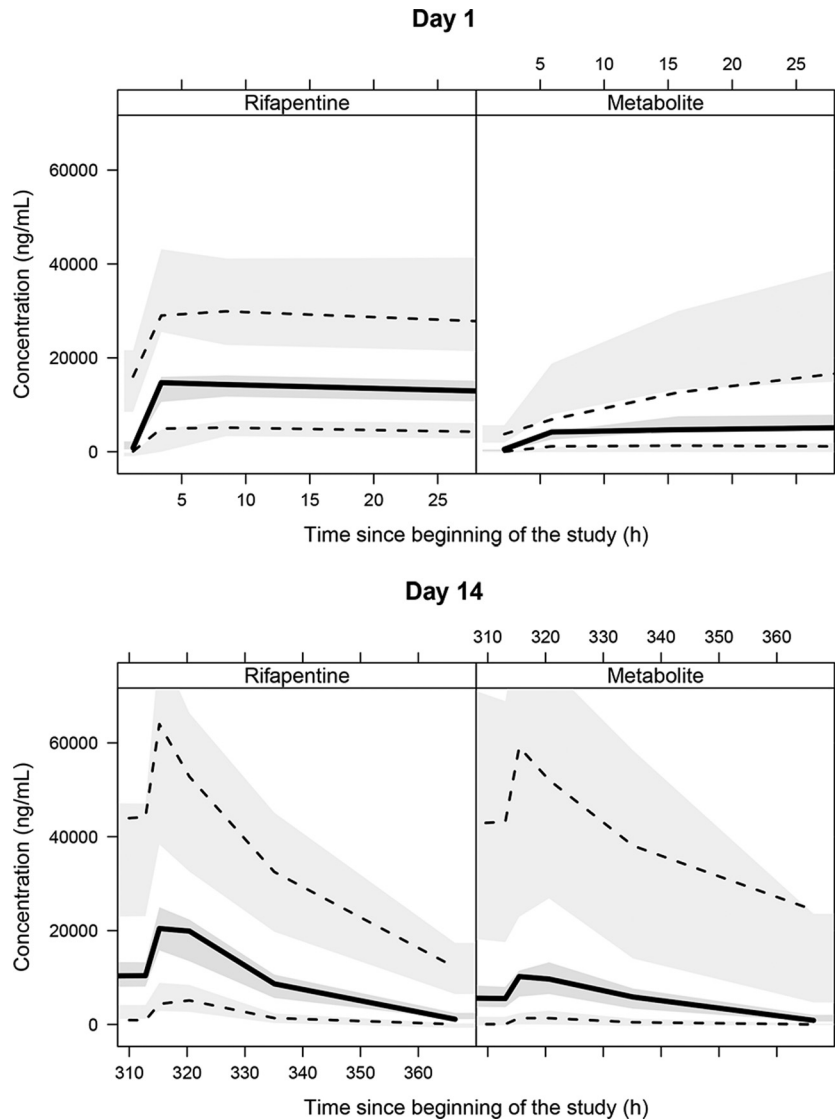 Day 1
5 10 15 20 25
Rifapentine Metabolite
60000
40000
20000
0
Concentration (ng/mL)
5 10 15 20 25
Time since beginning of the study (h)
Day 14
310 320 330 340 350 360
Rifapentine Metabolite
60000
40000
20000
0
Concentration (ng/mL)
310 320 330 340 350 360
Time since beginning of the study (h)